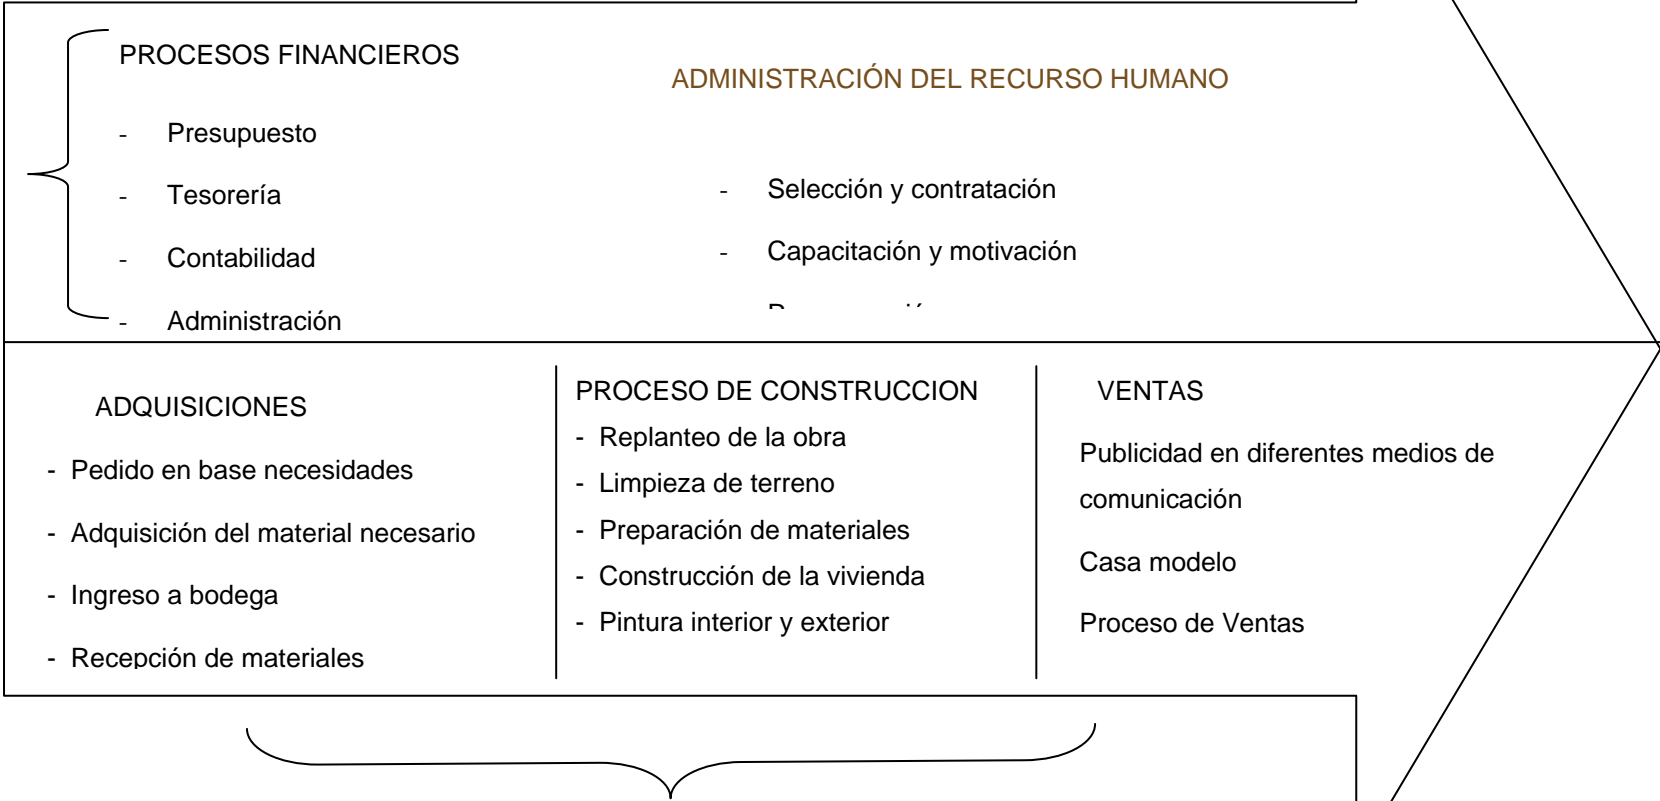 PROCESOS FINANCIEROS
- Presupuesto
- Tesorería
- Contabilidad
- Administración
ADMINISTRACIÓN DEL RECURSO HUMANO
- Selección y contratación
- Capacitación y motivación
ADQUISICIONES
- Pedido en base necesidades
- Adquisición del material necesario
- Ingreso a bodega
- Recepción de materiales
PROCESO DE CONSTRUCCION
- Replanteo de la obra
- Limpieza de terreno
- Preparación de materiales
- Construcción de la vivienda
- Pintura interior y exterior
VENTAS
Publicidad en diferentes medios de
comunicación
Casa modelo
Proceso de Ventas